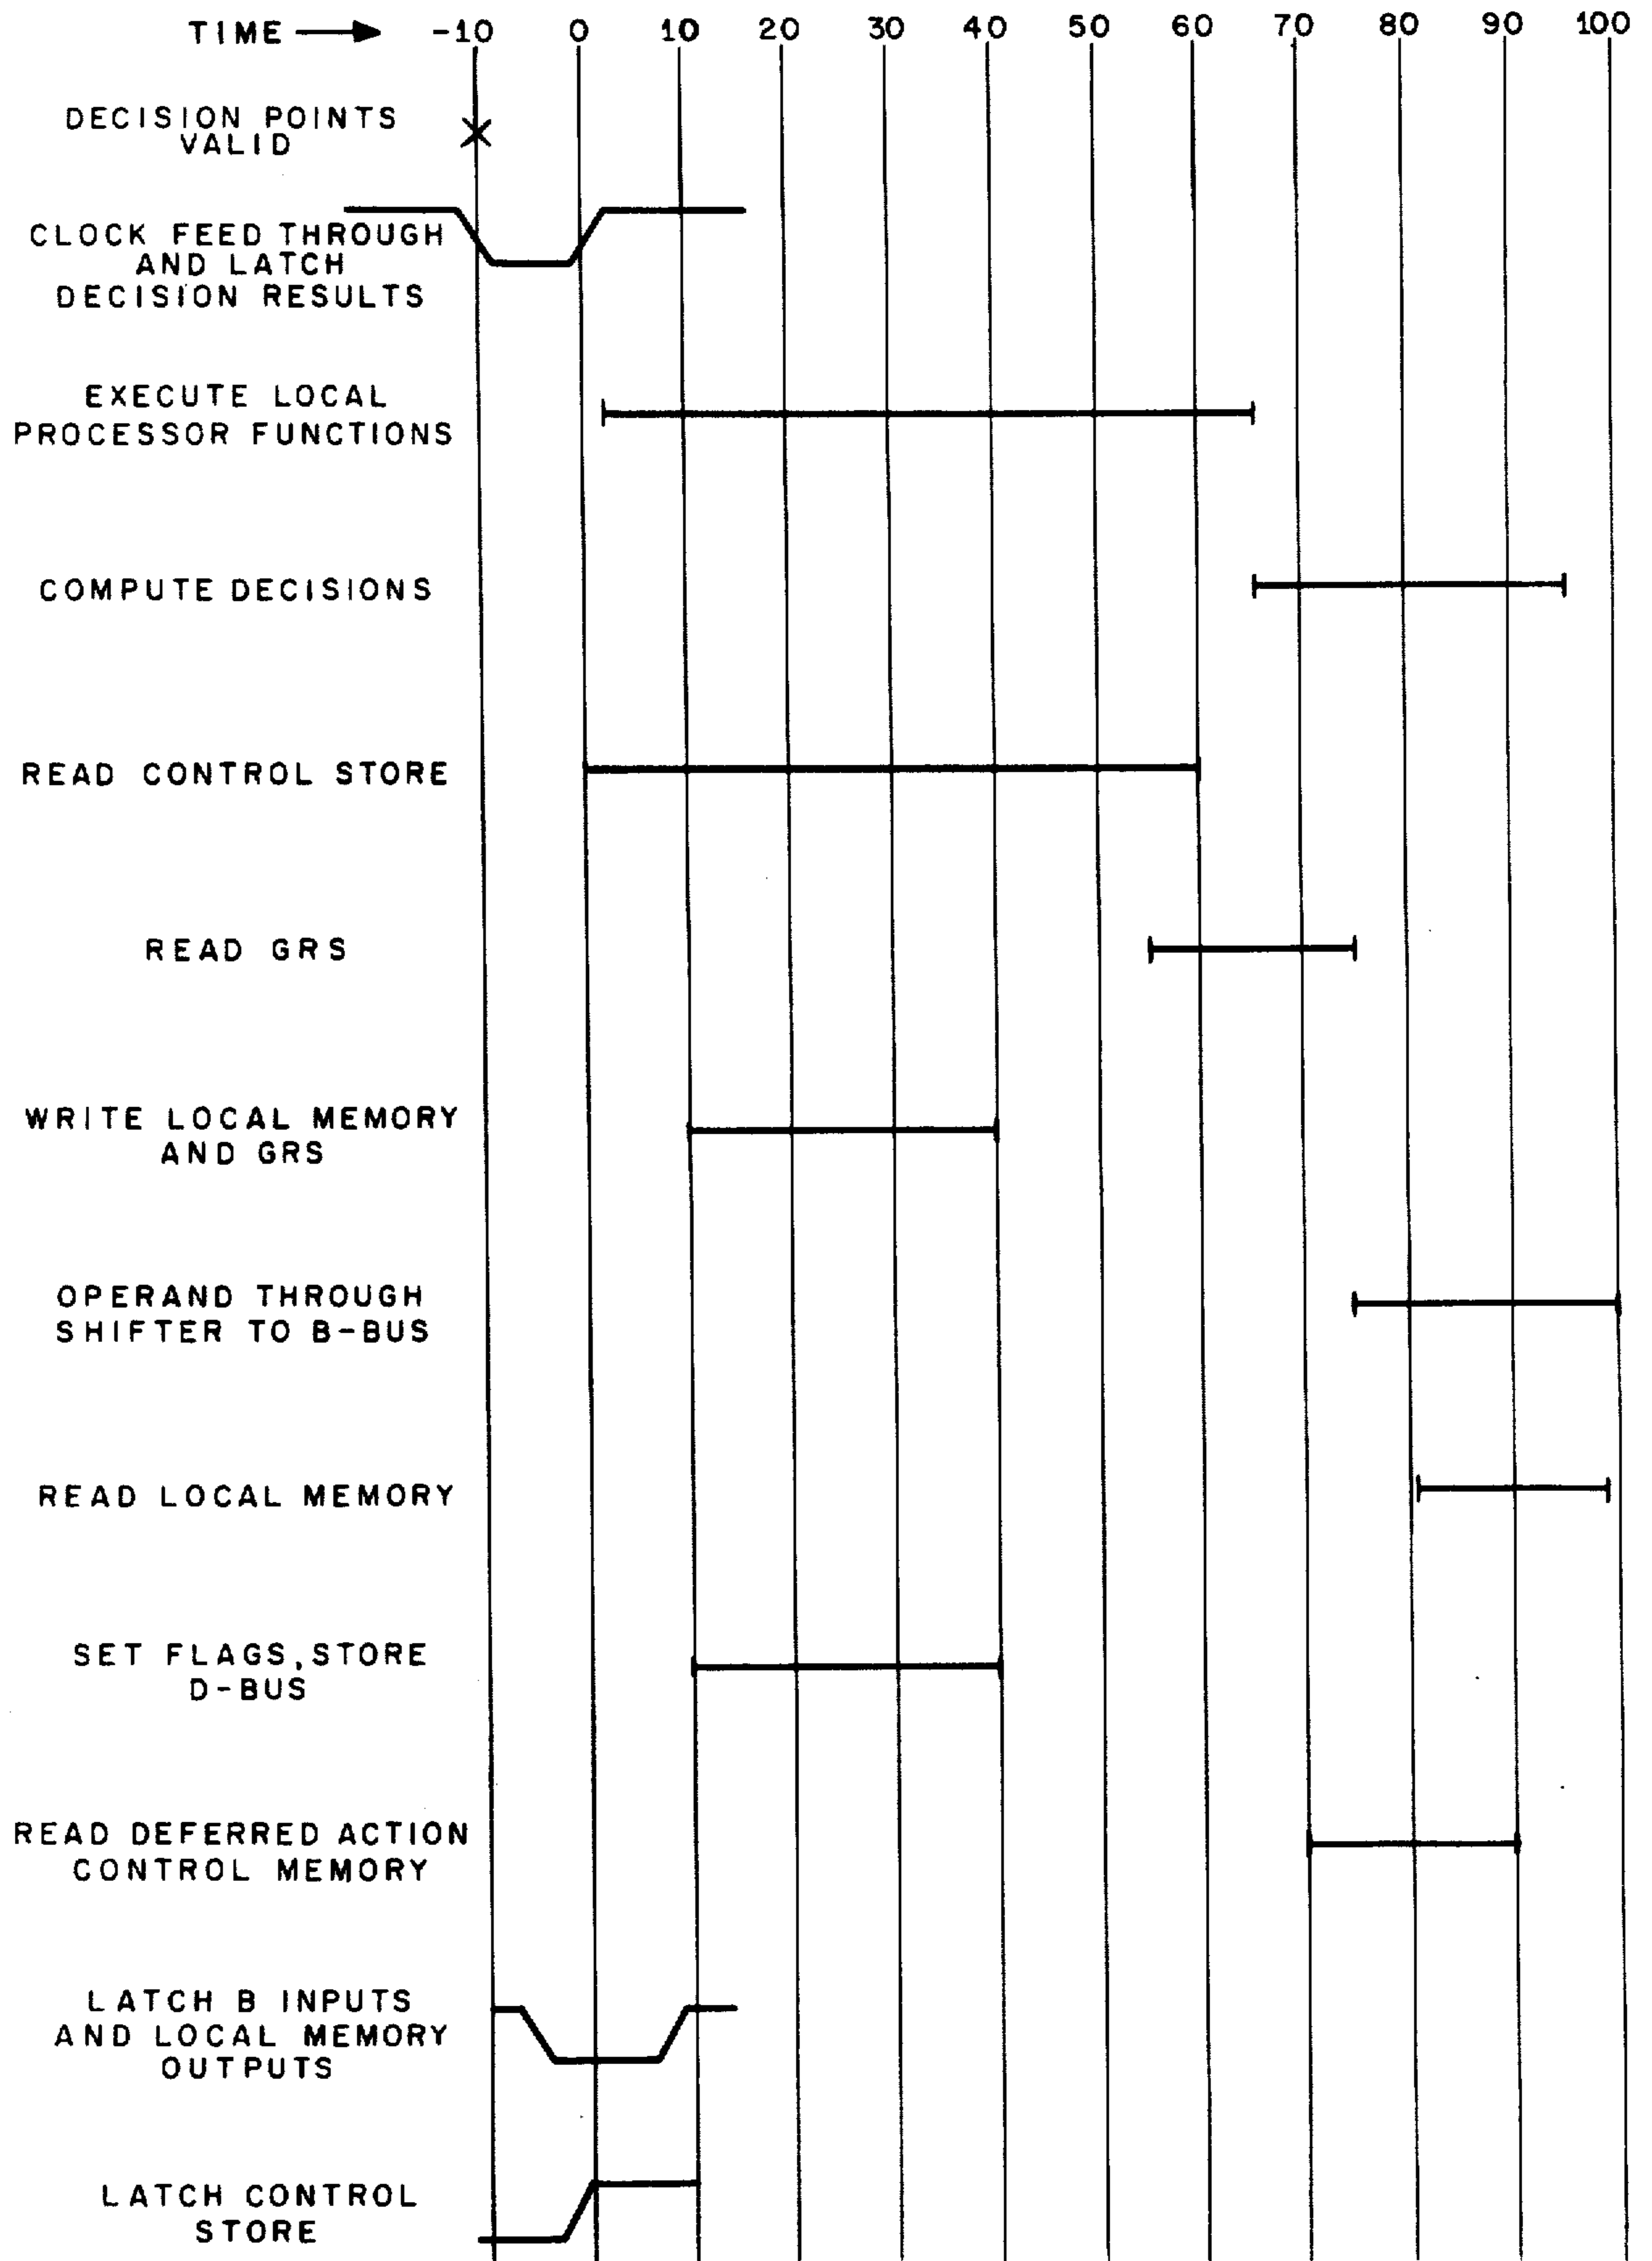 TIME -10 0 10 20 30 40 50 60 70 80 90 100
DECISION POINTS
VALID
CLOCK FEED THROUGH
AND LATCH
DECISION RESULTS
EXECUTE LOCAL
PROCESSOR FUNCTIONS
COMPUTE DECISIONS
READ CONTROL STORE
READ GRS
WRITE LOCAL MEMORY
AND GRS
OPERAND THROUGH
SHIFTER TO B-BUS
READ LOCAL MEMORY
SET FLAGS, STORE
D-BUS
READ DEFERRED ACTION
CONTROL MEMORY
LATCH B INPUTS
AND LOCAL MEMORY
OUTPUTS
LATCH CONTROL
STORE